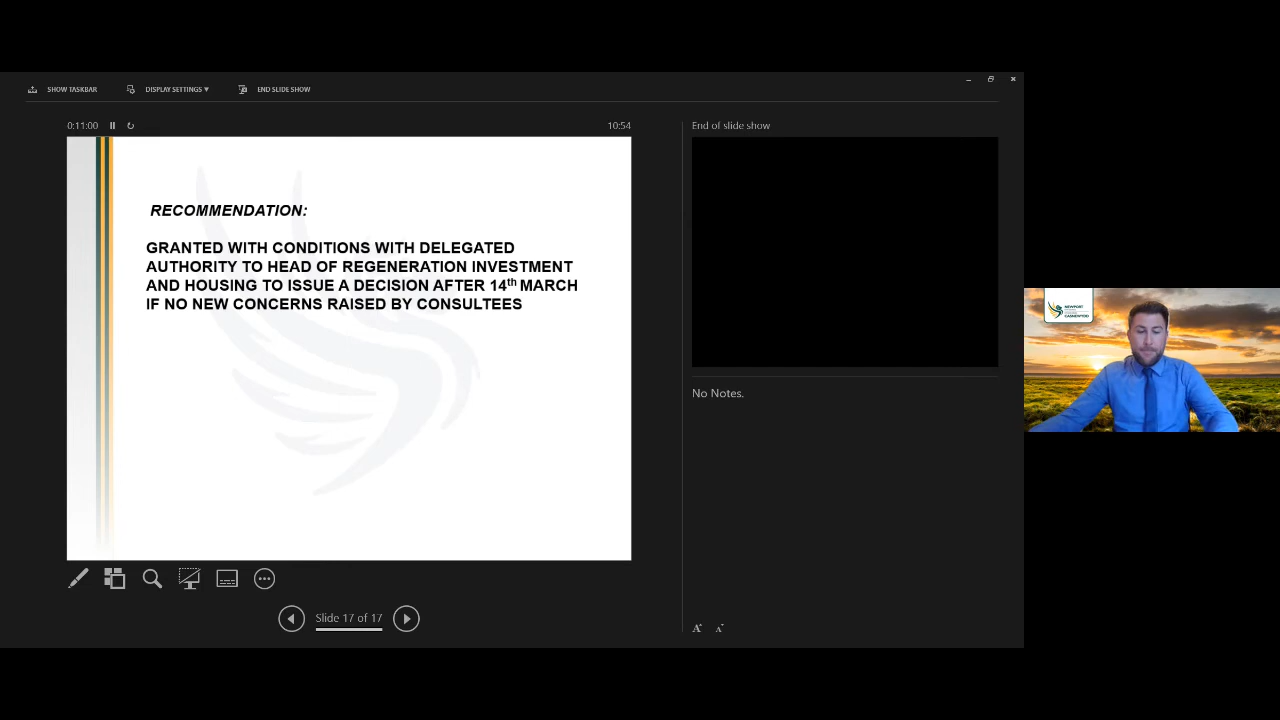 SHOW TASKBAR
DISPLAY SETTINGS ▾
END SLIDE SHOW
0:11:00
10:54
End of slide show
RECOMMENDATION:
GRANTED WITH CONDITIONS WITH DELEGATED
AUTHORITY TO HEAD OF REGENERATION INVESTMENT
AND HOUSING TO ISSUE A DECISION AFTER 14th MARCH
IF NO NEW CONCERNS RAISED BY CONSULTEES
No Notes.
NEWPORT
CASNEWYDD
Slide 17 of 17